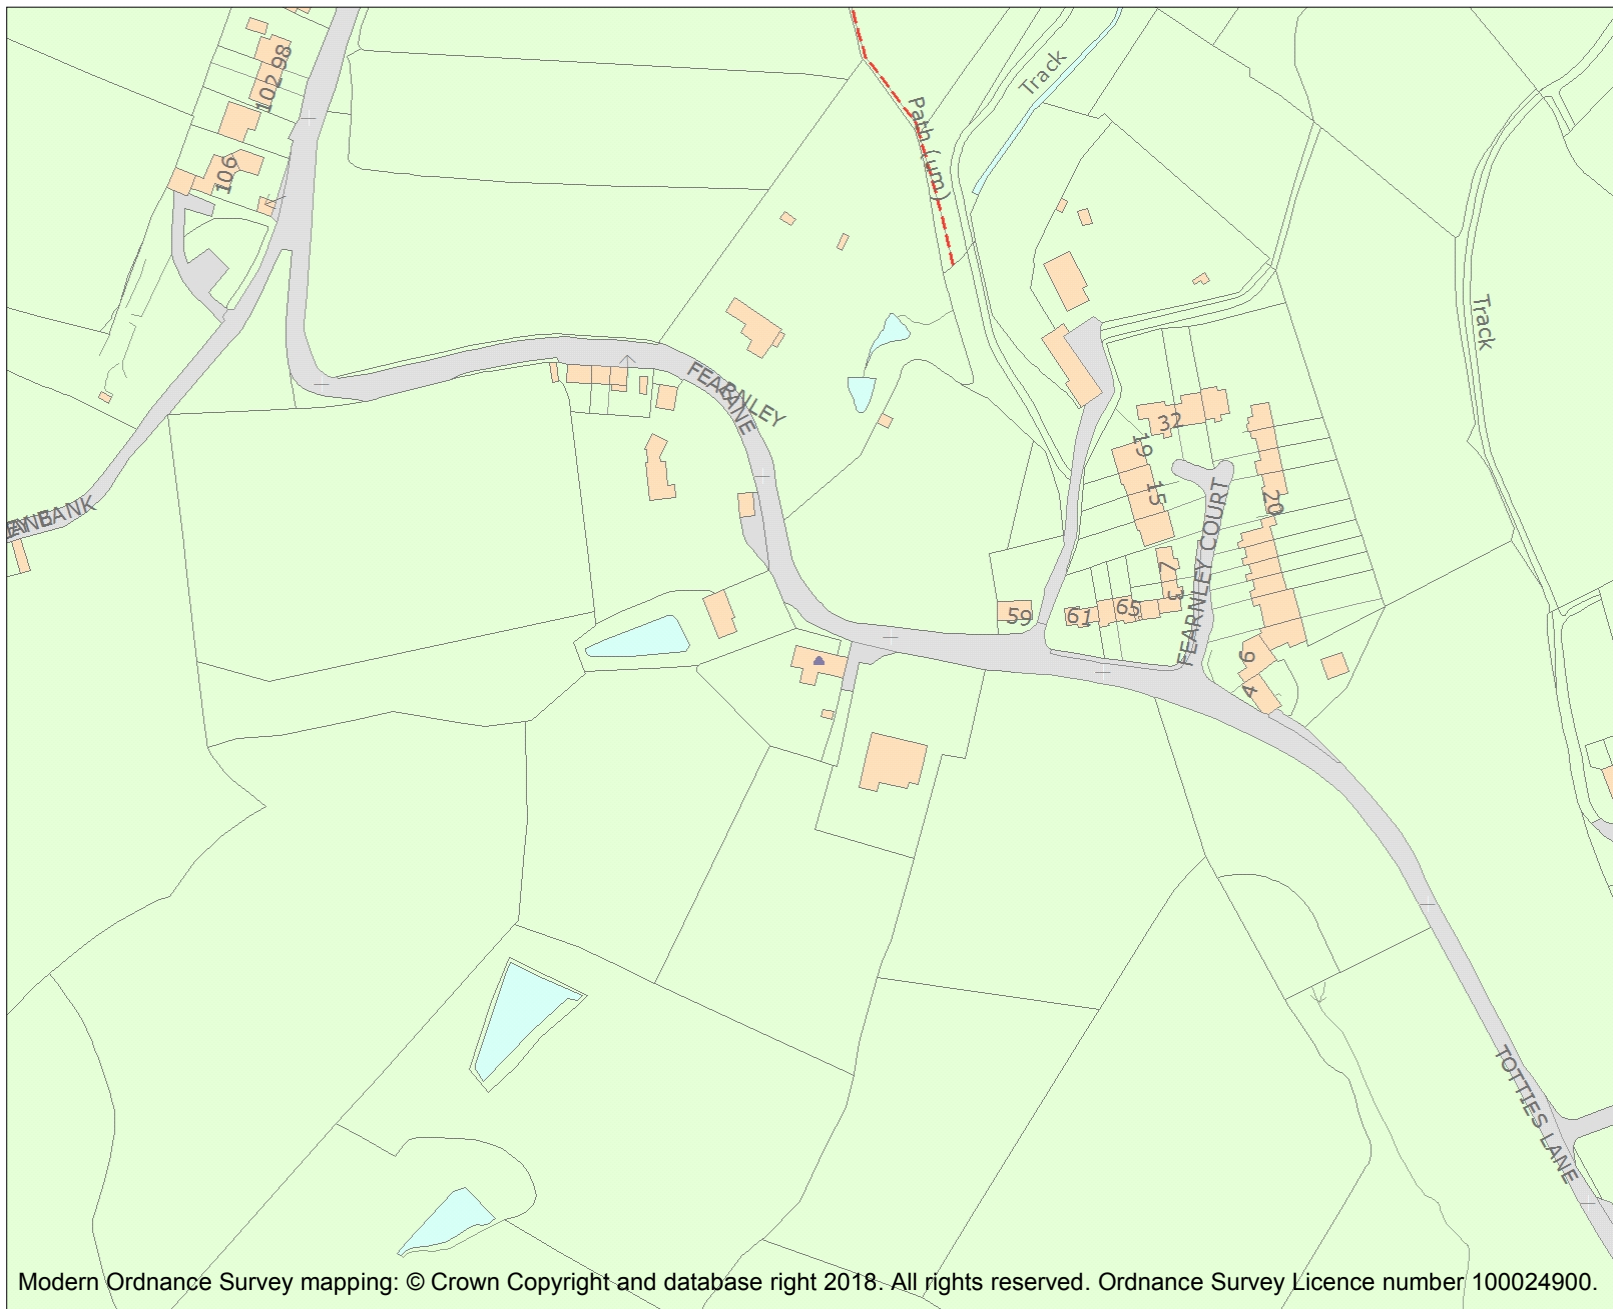 98
102
106
Track
Path (um)
Track
FEARNLEY
LANE
32
19
15
20
7
3
FEARNLEY COURT
59
61
65
6
4
BANK
TOTTIES LANE
Modern Ordnance Survey mapping: © Crown Copyright and database right 2018. All rights reserved. Ordnance Survey Licence number 100024900.